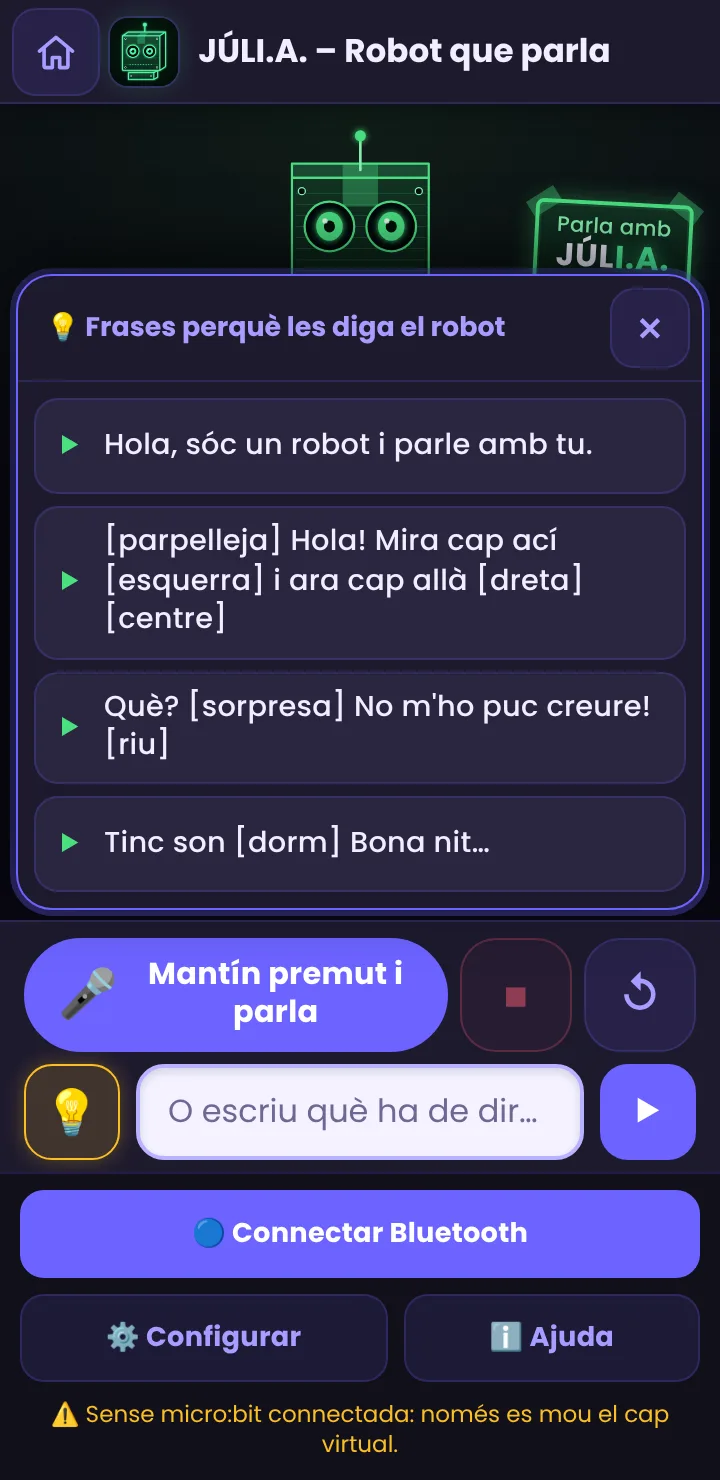 JÚLI.A. – Robot que parla
Parla amb
JÚLI.A.
💡 Frases perquè les diga el robot
✕
▶ Hola, sóc un robot i parle amb tu.
▶ [parpelleja] Hola! Mira cap ací
[esquerra] i ara cap allà [dreta]
[centre]
▶ Què? [sorpresa] No m'ho puc creure!
[riu]
▶ Tinc son [dorm] Bona nit…
🎤 Mantín premut i
parla
O escriu què ha de dir…
🔵 Connectar Bluetooth
⚙️ Configurar
ℹ️ Ajuda
⚠️ Sense micro:bit connectada: només es mou el cap
virtual.